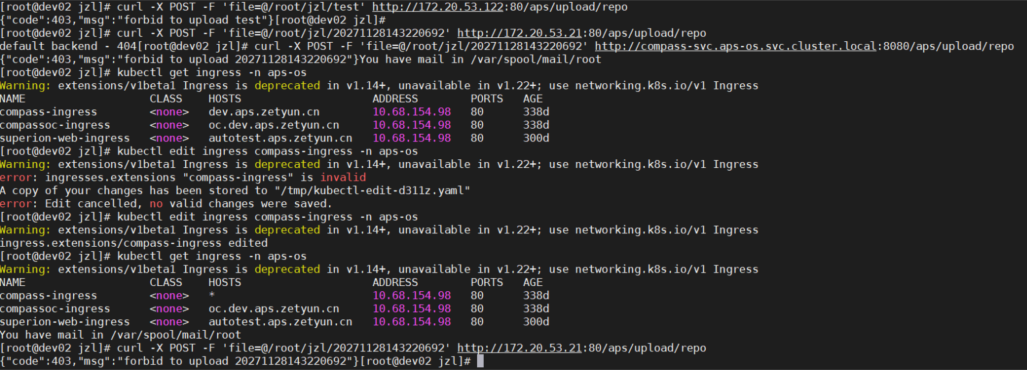 [root@dev02 jzl]# curl -X POST -F 'file=@/root/jzl/test' http://172.20.53.122:80/aps/upload/repo
{"code":403,"msg":"forbid to upload test"}[root@dev02 jzl]#
[root@dev02 jzl]# curl -X POST -F 'file=@/root/jzl/20271128143220692' http://172.20.53.21:80/aps/upload/repo
default backend - 404[root@dev02 jzl]# curl -X POST -F 'file=@/root/jzl/20271128143220692' http://compass-svc.aps-os.svc.cluster.local:8080/aps/upload/repo
{"code":403,"msg":"forbid to upload 20271128143220692"}You have mail in /var/spool/mail/root
[root@dev02 jzl]# kubectl get ingress -n aps-os
Warning: extensions/v1beta1 Ingress is deprecated in v1.14+, unavailable in v1.22+; use networking.k8s.io/v1 Ingress
NAME CLASS HOSTS ADDRESS PORTS AGE
compass-ingress <none> dev.aps.zetyun.cn 10.68.154.98 80 338d
compassoc-ingress <none> oc.dev.aps.zetyun.cn 10.68.154.98 80 338d
superion-web-ingress <none> autotest.aps.zetyun.cn 10.68.154.98 80 300d
[root@dev02 jzl]# kubectl edit ingress compass-ingress -n aps-os
Warning: extensions/v1beta1 Ingress is deprecated in v1.14+, unavailable in v1.22+; use networking.k8s.io/v1 Ingress
error: ingresses.extensions "compass-ingress" is invalid
A copy of your changes has been stored to "/tmp/kubectl-edit-d311z.yaml"
error: Edit cancelled, no valid changes were saved.
[root@dev02 jzl]# kubectl edit ingress compass-ingress -n aps-os
Warning: extensions/v1beta1 Ingress is deprecated in v1.14+, unavailable in v1.22+; use networking.k8s.io/v1 Ingress
ingress.extensions/compass-ingress edited
[root@dev02 jzl]# kubectl get ingress -n aps-os
Warning: extensions/v1beta1 Ingress is deprecated in v1.14+, unavailable in v1.22+; use networking.k8s.io/v1 Ingress
NAME CLASS HOSTS ADDRESS PORTS AGE
compass-ingress <none> * 10.68.154.98 80 338d
compassoc-ingress <none> oc.dev.aps.zetyun.cn 10.68.154.98 80 338d
superion-web-ingress <none> autotest.aps.zetyun.cn 10.68.154.98 80 300d
You have mail in /var/spool/mail/root
[root@dev02 jzl]# curl -X POST -F 'file=@/root/jzl/20271128143220692' http://172.20.53.21:80/aps/upload/repo
{"code":403,"msg":"forbid to upload 20271128143220692"}[root@dev02 jzl]#